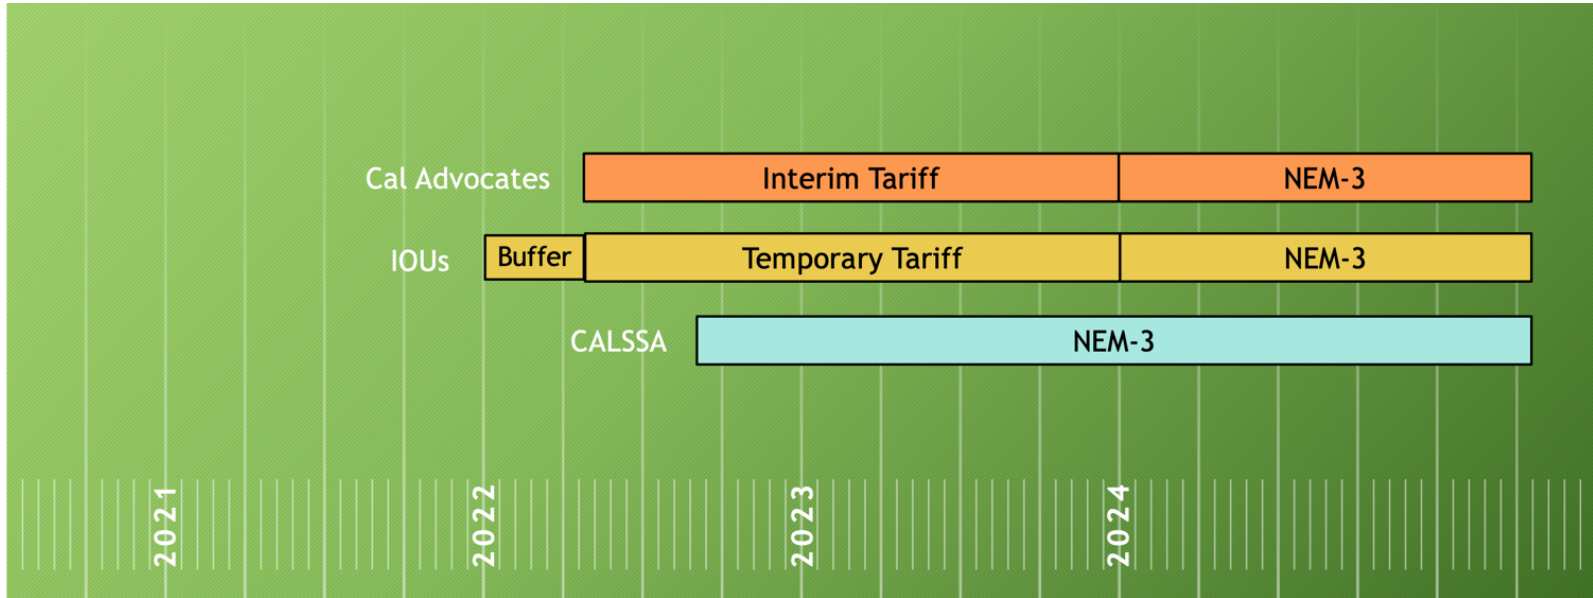 Cal Advocates Interim Tariff NEM-3
IOUs Buffer Temporary Tariff NEM-3
CALSSA NEM-3
2021 2022 2023 2024